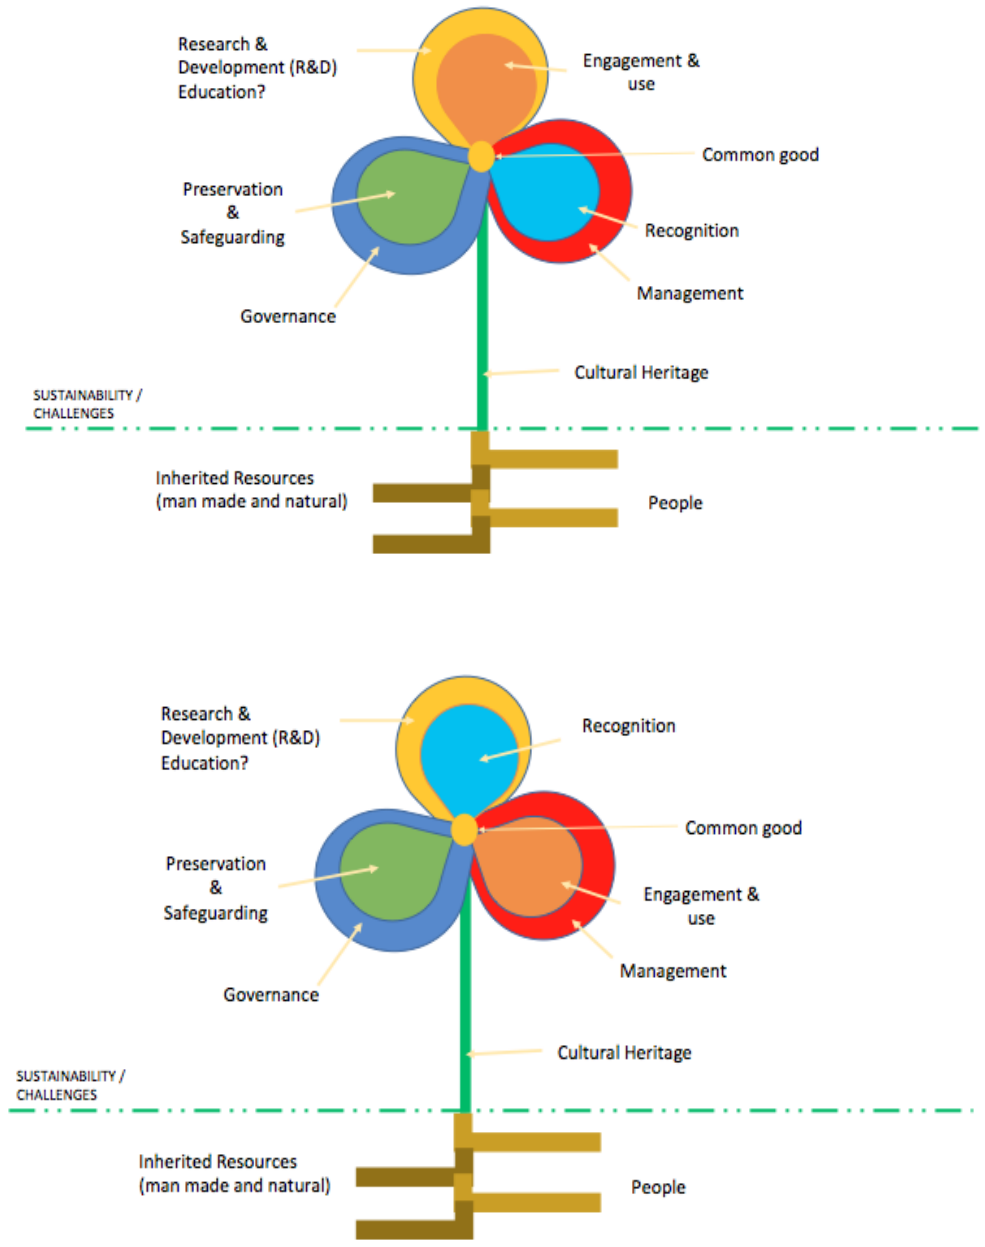 Research &
Development (R&D)
Education?
Engagement &
use
Common good
Preservation
&
Safeguarding
Recognition
Management
Governance
Cultural Heritage
SUSTAINABILITY /
CHALLENGES
Inherited Resources
(man made and natural)
People
Research &
Development (R&D)
Education?
Recognition
Common good
Preservation
&
Safeguarding
Engagement &
use
Management
Governance
Cultural Heritage
SUSTAINABILITY /
CHALLENGES
Inherited Resources
(man made and natural)
People